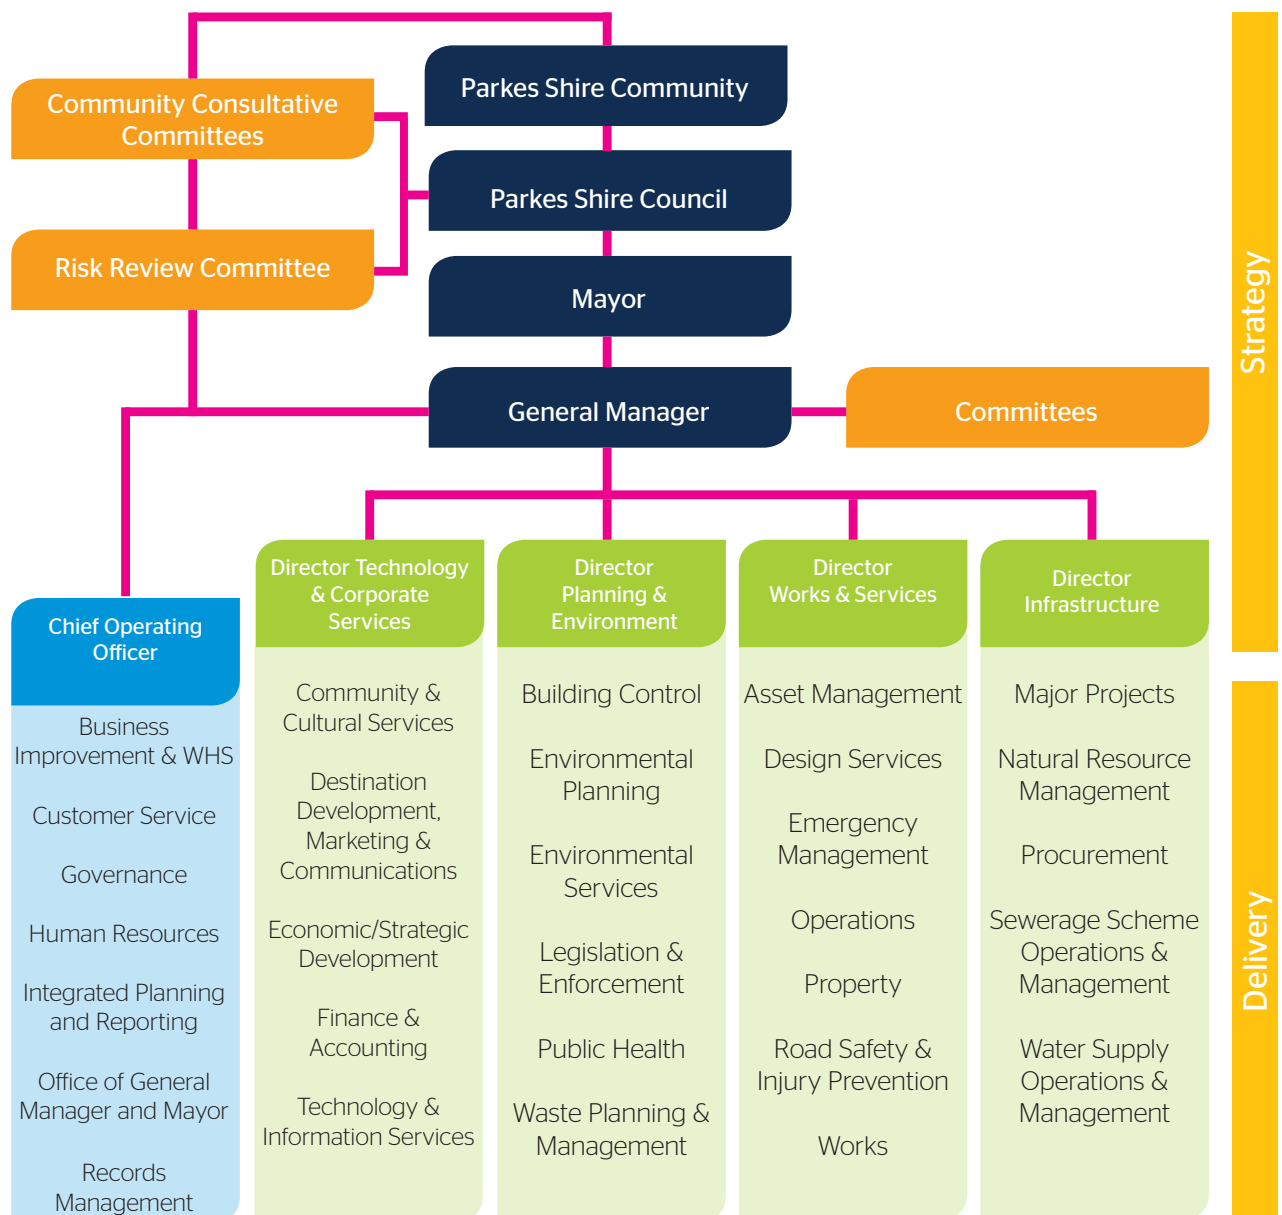 Community Consultative
Committees
Parkes Shire Community
Parkes Shire Council
Risk Review Committee
Mayor
General Manager
Committees
Strategy
Chief Operating
Officer
Business
Improvement & WHS
Customer Service
Governance
Human Resources
Integrated Planning
and Reporting
Office of General
Manager and Mayor
Records
Management
Director Technology
& Corporate
Services
Community &
Cultural Services
Destination
Development,
Marketing &
Communications
Economic/Strategic
Development
Finance &
Accounting
Technology &
Information Services
Director
Planning &
Environment
Building Control
Environmental
Planning
Environmental
Services
Legislation &
Enforcement
Public Health
Waste Planning &
Management
Director
Works & Services
Asset Management
Design Services
Emergency
Management
Operations
Property
Road Safety &
Injury Prevention
Works
Director
Infrastructure
Major Projects
Natural Resource
Management
Procurement
Sewerage Scheme
Operations &
Management
Water Supply
Operations &
Management
Delivery